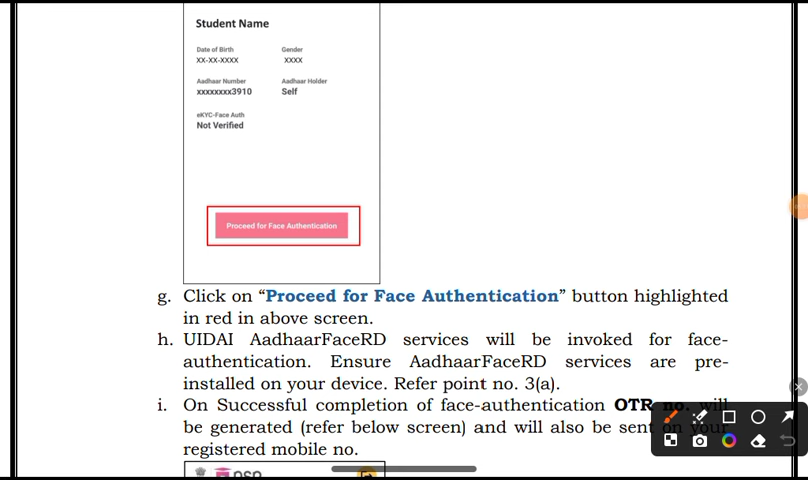 Student Name
Date of Birth Gender
XX-XX-XXXX XXXX
Aadhaar Number Aadhaar Holder
xxxxxxxx3910 Self
eKYC-Face Auth
Not Verified
Proceed for Face Authentication
g. Click on “Proceed for Face Authentication” button highlighted
in red in above screen.
h. UIDAI AadhaarFaceRD services will be invoked for face-
authentication. Ensure AadhaarFaceRD services are pre-
installed on your device. Refer point no. 3(a).
i. On Successful completion of face-authentication OTR no. will
be generated (refer below screen) and will also be sent on your
registered mobile no.